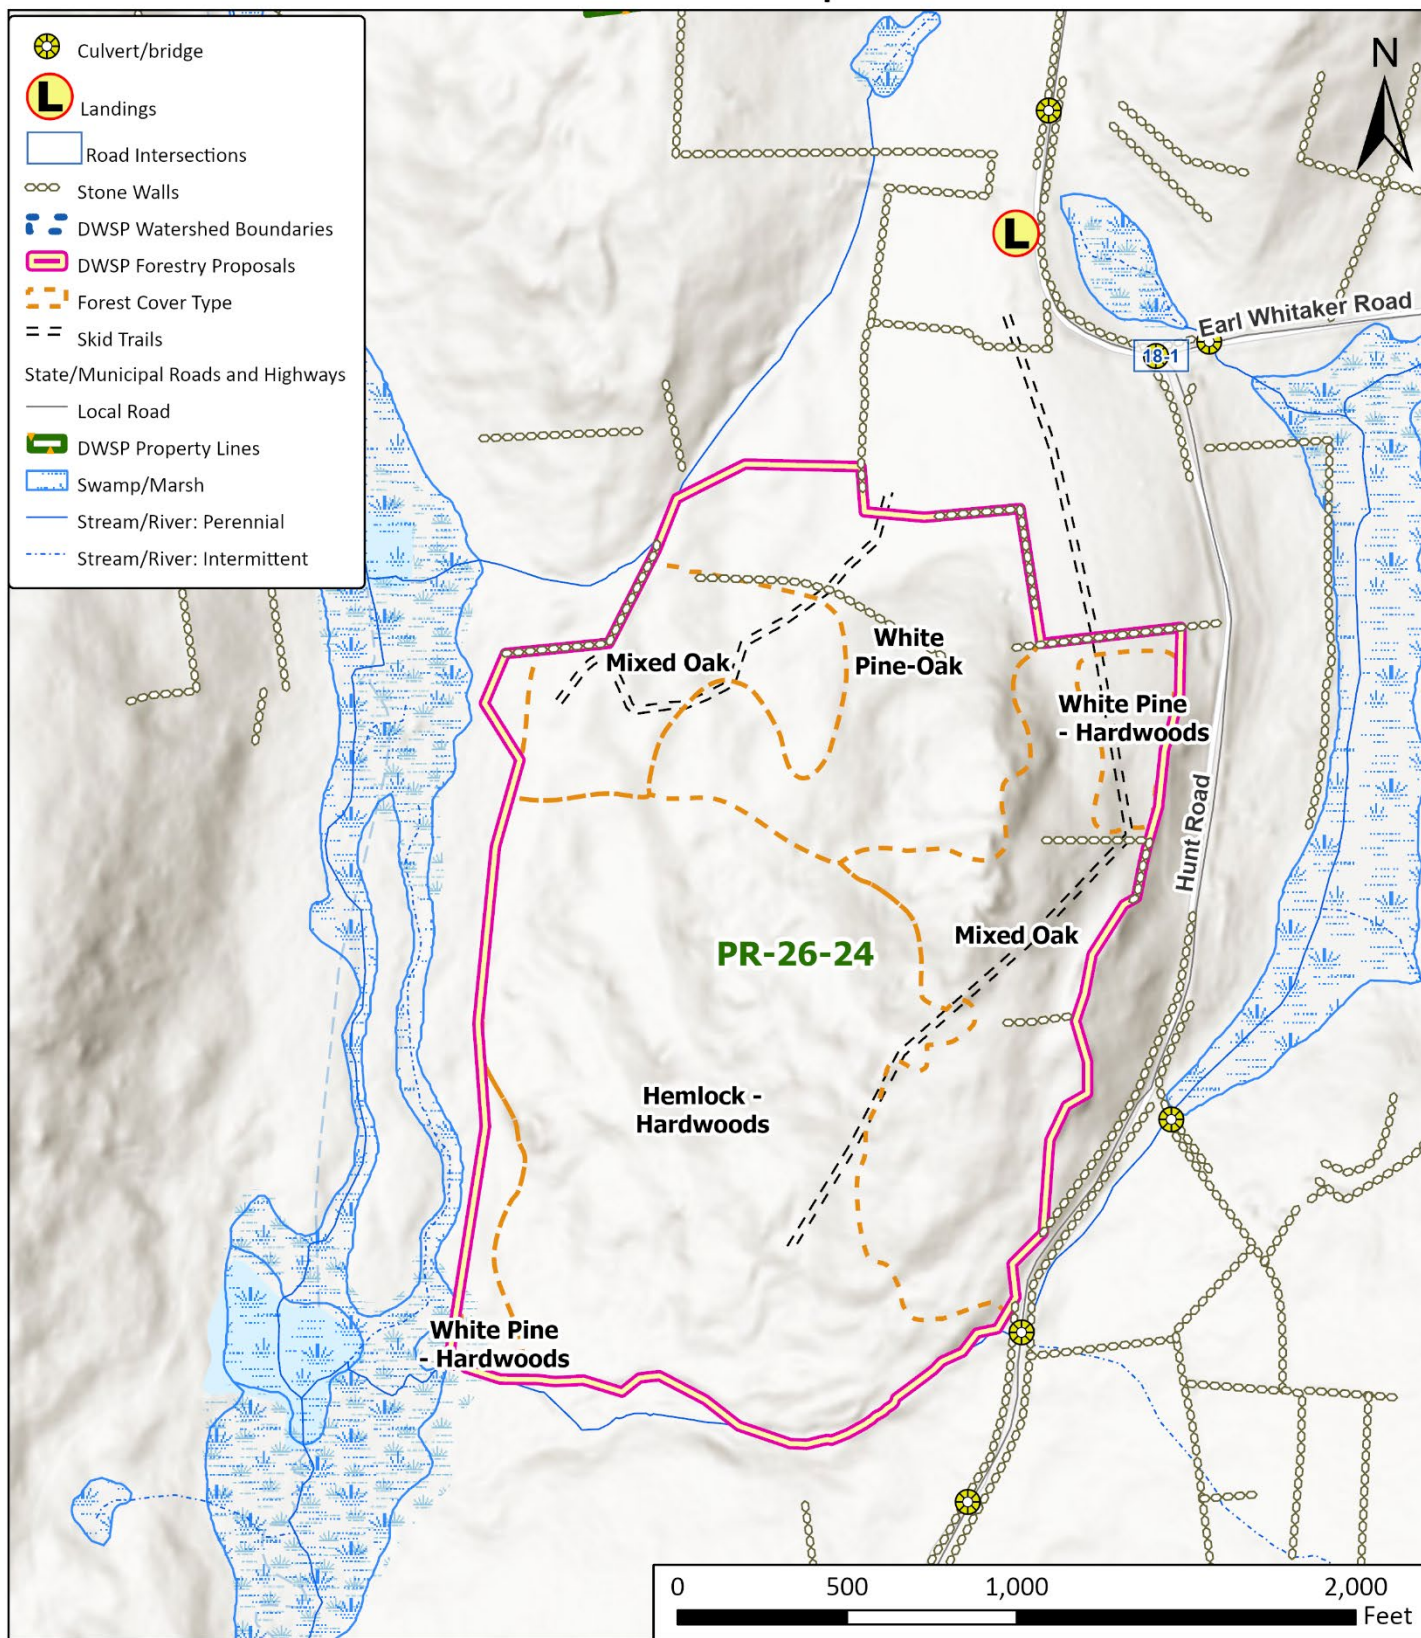 Culvert/bridge
L
Landings
Road Intersections
Stone Walls
DWSP Watershed Boundaries
DWSP Forestry Proposals
Forest Cover Type
Skid Trails
State/Municipal Roads and Highways
Local Road
DWSP Property Lines
Swamp/Marsh
Stream/River: Perennial
Stream/River: Intermittent
N
L
Earl Whitaker Road
18-1
White
Pine-Oak
Mixed Oak
White Pine
- Hardwoods
Hunt Road
Mixed Oak
PR-26-24
Hemlock -
Hardwoods
White Pine
- Hardwoods
0 500 1,000 2,000
Feet